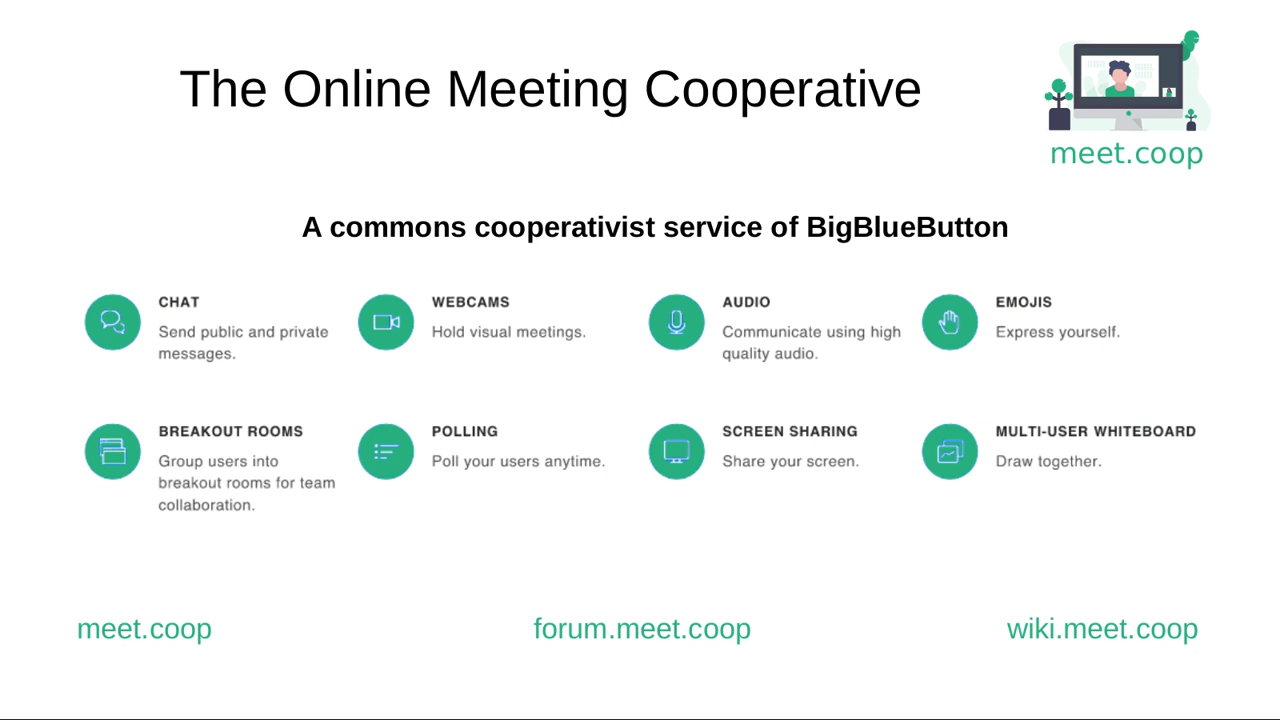 The Online Meeting Cooperative
meet.coop
A commons cooperativist service of BigBlueButton
CHAT
Send public and private
messages.
WEBCAMS
Hold visual meetings.
AUDIO
Communicate using high
quality audio.
EMOJIS
Express yourself.
BREAKOUT ROOMS
Group users into
breakout rooms for team
collaboration.
POLLING
Poll your users anytime.
SCREEN SHARING
Share your screen.
MULTI-USER WHITEBOARD
Draw together.
meet.coop
forum.meet.coop
wiki.meet.coop